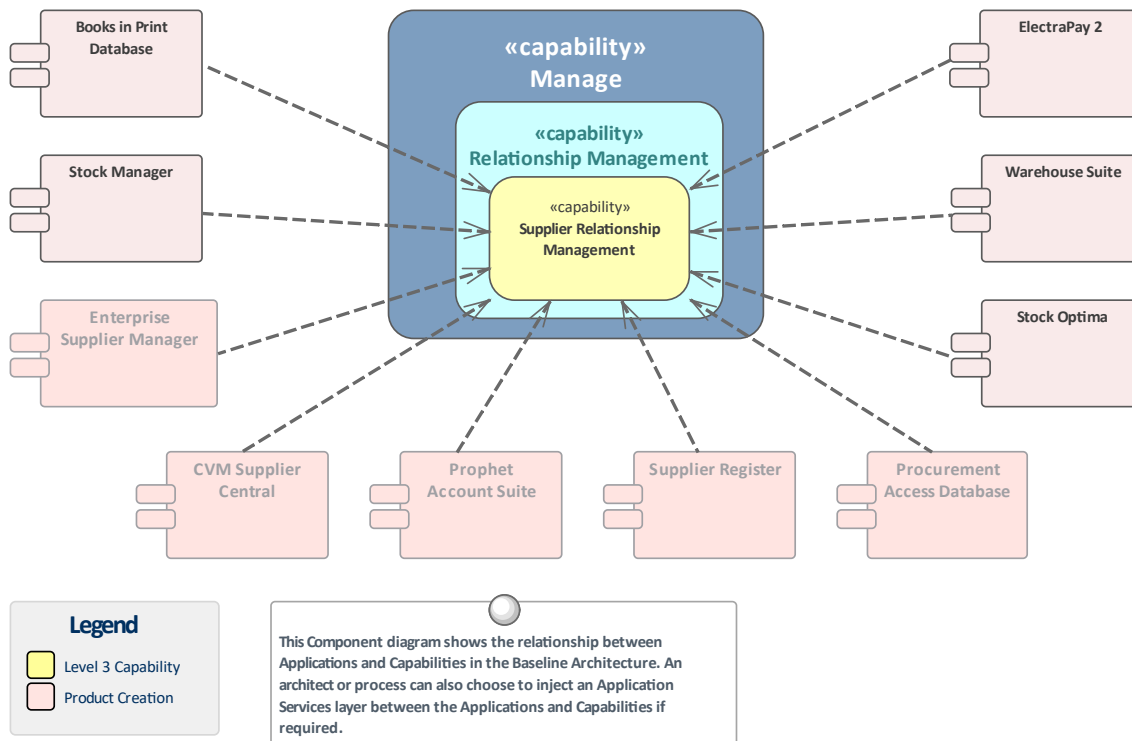 Books in Print
Database
«capability»
Manage
ElectraPay 2
«capability»
Relationship Management
Stock Manager
Warehouse Suite
«capability»
Supplier Relationship
Management
Enterprise
Supplier Manager
Stock Optima
CVM Supplier
Central
Prophet
Account Suite
Supplier Register
Procurement
Access Database
Legend
Level 3 Capability
Product Creation
This Component diagram shows the relationship between
Applications and Capabilities in the Baseline Architecture. An
architect or process can also choose to inject an Application
Services layer between the Applications and Capabilities if
required.